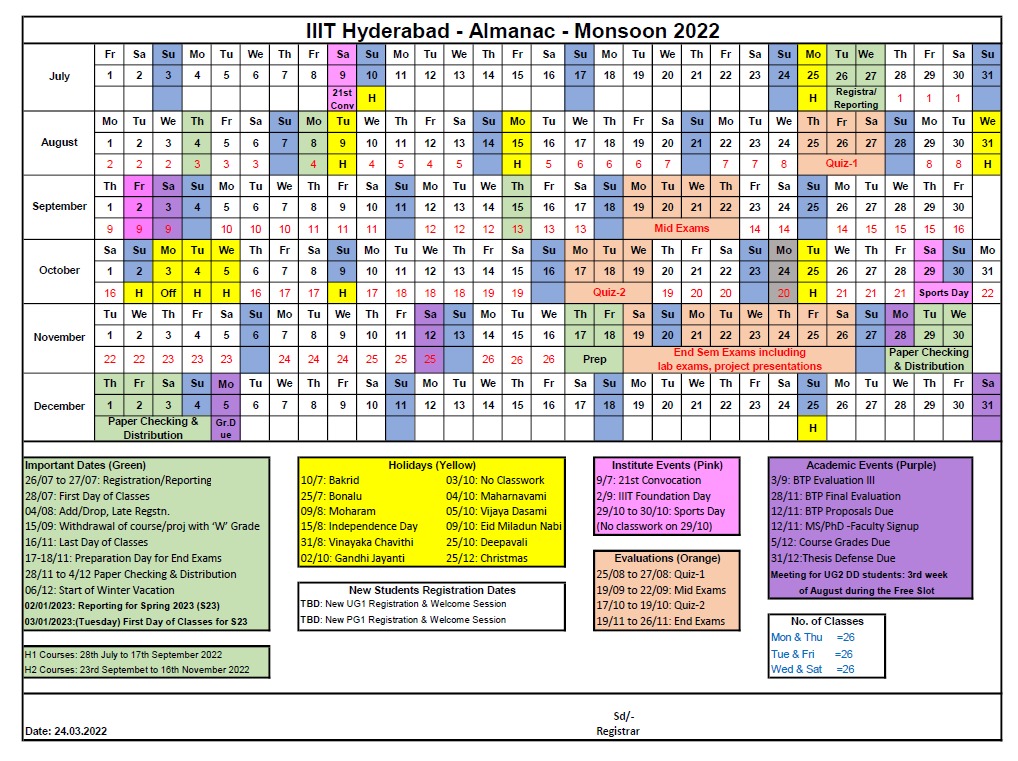 IIIT Hyderabad - Almanac - Monsoon 2022
Fr Sa Su Mo Tu We Th Fr Sa Su Mo Tu We Th Fr Sa Su Mo Tu We Th Fr Sa Su Mo Tu We Th Fr Sa Su
July 1 2 3 4 5 6 7 8 9 10 11 12 13 14 15 16 17 18 19 20 21 22 23 24 25 26 27 28 29 30 31
21st Conv H H Registra/ Reporting 1 1 1
Mo Tu We Th Fr Sa Su Mo Tu We Th Fr Sa Su Mo Tu We Th Fr Sa Su Mo Tu We Th Fr Sa Su Mo Tu We
August 1 2 3 4 5 6 7 8 9 10 11 12 13 14 15 16 17 18 19 20 21 22 23 24 25 26 27 28 29 30 31
2 2 2 3 3 3 4 H 4 5 4 5 H 5 6 6 6 7 7 7 8 Quiz-1 8 8 H
Th Fr Sa Su Mo Tu We Th Fr Sa Su Mo Tu We Th Fr Sa Su Mo Tu We Th Fr Sa Su Mo Tu We Th Fr
September 1 2 3 4 5 6 7 8 9 10 11 12 13 14 15 16 17 18 19 20 21 22 23 24 25 26 27 28 29 30
9 9 9 10 10 10 11 11 11 12 12 12 13 13 13 Mid Exams 14 14 14 15 15 15 16
Sa Su Mo Tu We Th Fr Sa Su Mo Tu We Th Fr Sa Su Mo Tu We Th Fr Sa Su Mo Tu We Th Fr Sa Su Mo
October 1 2 3 4 5 6 7 8 9 10 11 12 13 14 15 16 17 18 19 20 21 22 23 24 25 26 27 28 29 30 31
16 H Off H H 16 17 17 H 17 18 18 18 19 19 Quiz-2 19 20 20 20 H 21 21 21 Sports Day 22
Tu We Th Fr Sa Su Mo Tu We Th Fr Sa Su Mo Tu We Th Fr Sa Su Mo Tu We Th Fr Sa Su Mo Tu We
November 1 2 3 4 5 6 7 8 9 10 11 12 13 14 15 16 17 18 19 20 21 22 23 24 25 26 27 28 29 30
22 22 23 23 23 24 24 24 25 25 25 26 26 26 Prep End Sem Exams including lab exams, project presentations Paper Checking & Distribution
Th Fr Sa Su Mo Tu We Th Fr Sa Su Mo Tu We Th Fr Sa Su Mo Tu We Th Fr Sa Su Mo Tu We Th Fr Sa
December 1 2 3 4 5 6 7 8 9 10 11 12 13 14 15 16 17 18 19 20 21 22 23 24 25 26 27 28 29 30 31
Paper Checking & Distribution Gr.D ue H
Important Dates (Green)
26/07 to 27/07: Registration/Reporting
28/07: First Day of Classes
04/08: Add/Drop, Late Regstn.
15/09: Withdrawal of course/proj with ‘W’ Grade
16/11: Last Day of Classes
17-18/11: Preparation Day for End Exams
28/11 to 4/12 Paper Checking & Distribution
06/12: Start of Winter Vacation
02/01/2023: Reporting for Spring 2023 (S23)
03/01/2023:(Tuesday) First Day of Classes for S23
H1 Courses: 28th July to 17th September 2022
H2 Courses: 23rd Septembet to 16th November 2022
Holidays (Yellow)
10/7: Bakrid 03/10: No Classwork
25/7: Bonalu 04/10: Maharnavami
09/8: Moharam 05/10: Vijaya Dasami
15/8: Independence Day 09/10: Eid Miladun Nabi
31/8: Vinayaka Chavithi 25/10: Deepavali
02/10: Gandhi Jayanti 25/12: Christmas
New Students Registration Dates
TBD: New UG1 Registration & Welcome Session
TBD: New PG1 Registration & Welcome Session
Institute Events (Pink)
9/7: 21st Convocation
2/9: IIIT Foundation Day
29/10 to 30/10: Sports Day
(No classwork on 29/10)
Evaluations (Orange)
25/08 to 27/08: Quiz-1
19/09 to 22/09: Mid Exams
17/10 to 19/10: Quiz-2
19/11 to 26/11: End Exams
Academic Events (Purple)
3/9: BTP Evaluation III
28/11: BTP Final Evaluation
12/11: BTP Proposals Due
12/11: MS/PhD -Faculty Signup
5/12: Course Grades Due
31/12:Thesis Defense Due
Meeting for UG2 DD students: 3rd week
of August during the Free Slot
No. of Classes
Mon & Thu =26
Tue & Fri =26
Wed & Sat =26
Sd/-
Date: 24.03.2022 Registrar